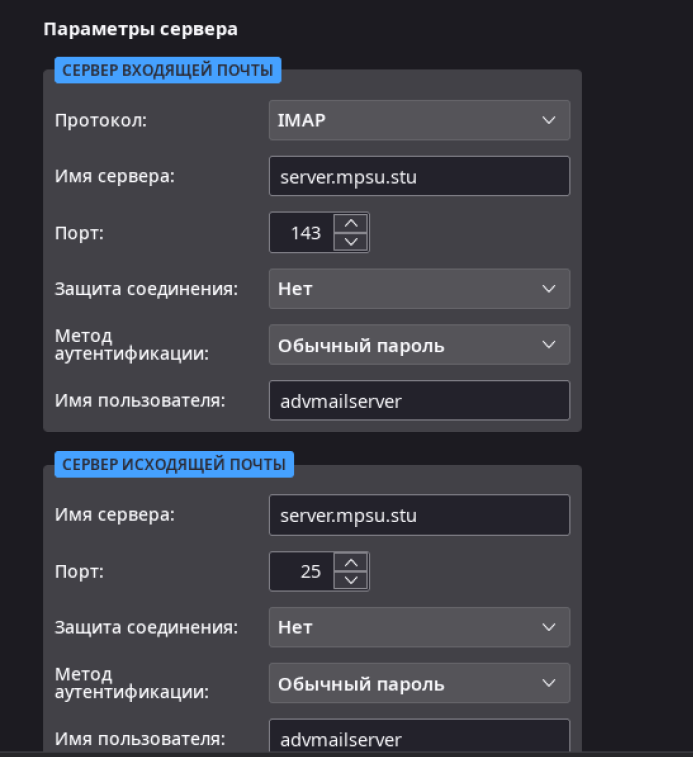 Параметры сервера
СЕРВЕР ВХОДЯЩЕЙ ПОЧТЫ
Протокол: IMAP
Имя сервера: server.mpsu.stu
Порт: 143
Защита соединения: Нет
Метод
аутентификации: Обычный пароль
Имя пользователя: advmailserver
СЕРВЕР ИСХОДЯЩЕЙ ПОЧТЫ
Имя сервера: server.mpsu.stu
Порт: 25
Защита соединения: Нет
Метод
аутентификации: Обычный пароль
Имя пользователя: advmailserver